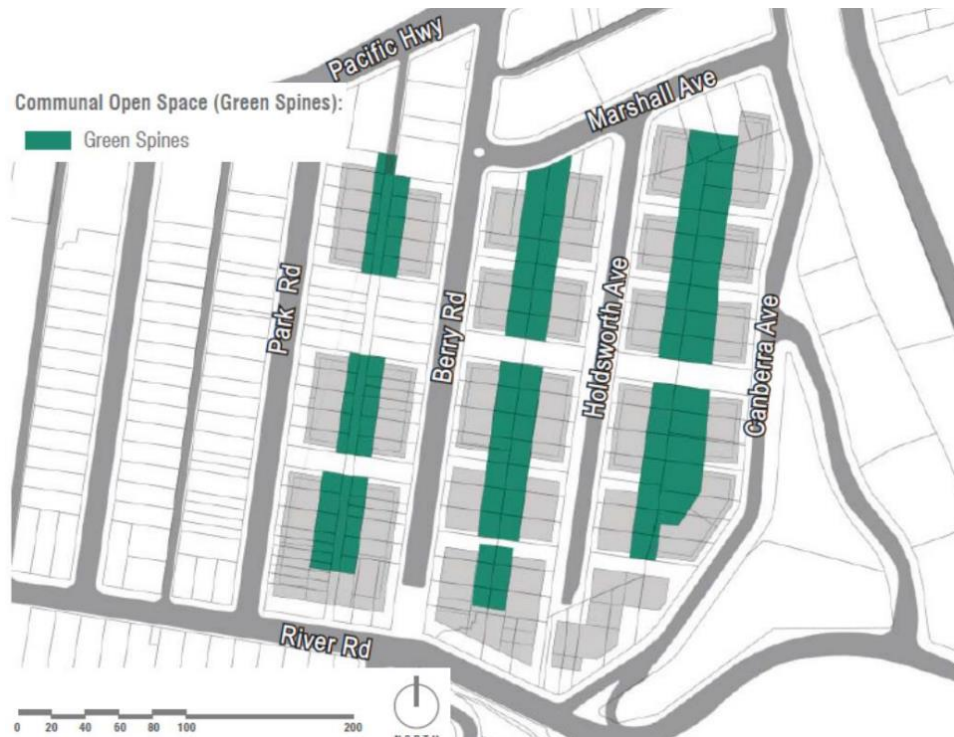 Pacific Hwy
Communal Open Space (Green Spines):
Green Spines
Marshall Ave
Park Rd
Berry Rd
Holdsworth Ave
Canberra Ave
River Rd
0 20 40 60 80 100 200